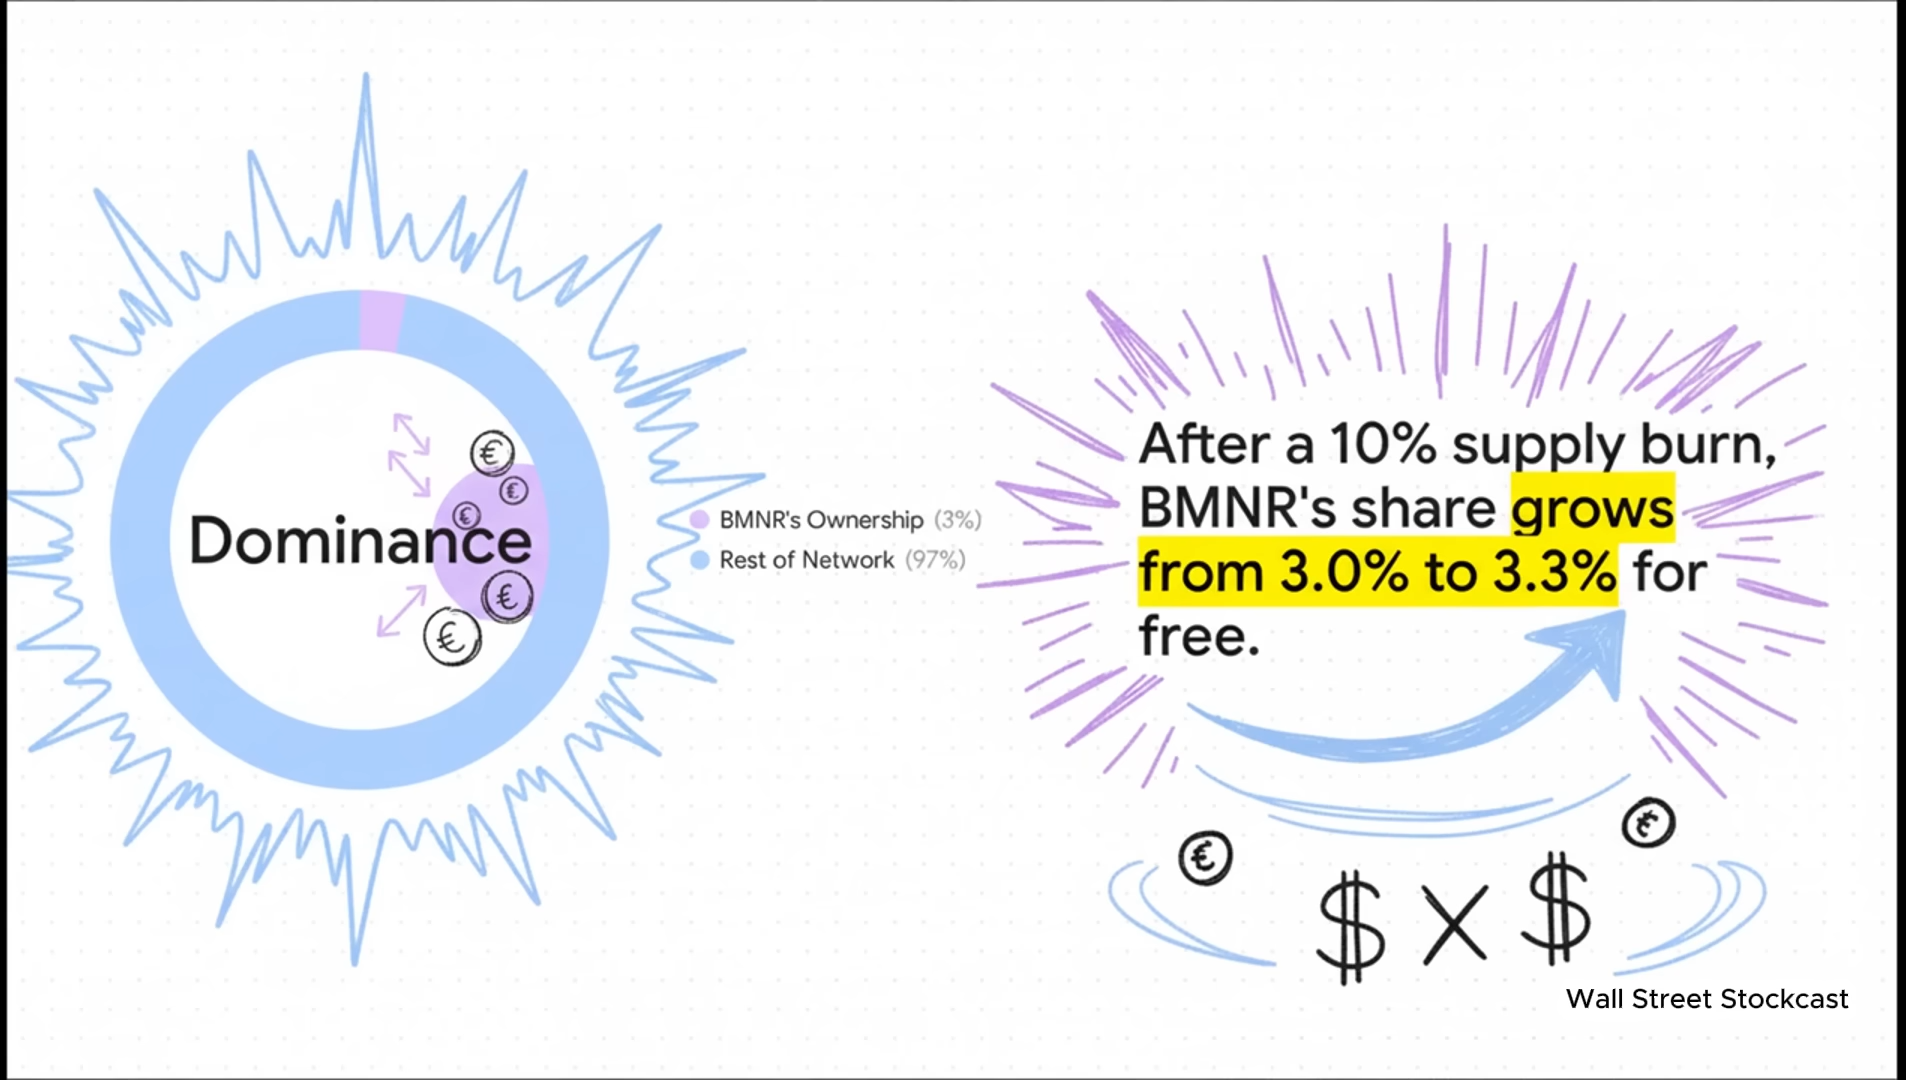 Dominance
BMNR's Ownership (3%)
Rest of Network (97%)
After a 10% supply burn,
BMNR's share grows
from 3.0% to 3.3% for
free.
€
€
€
€
€
€
€
$ X $
Wall Street Stockcast